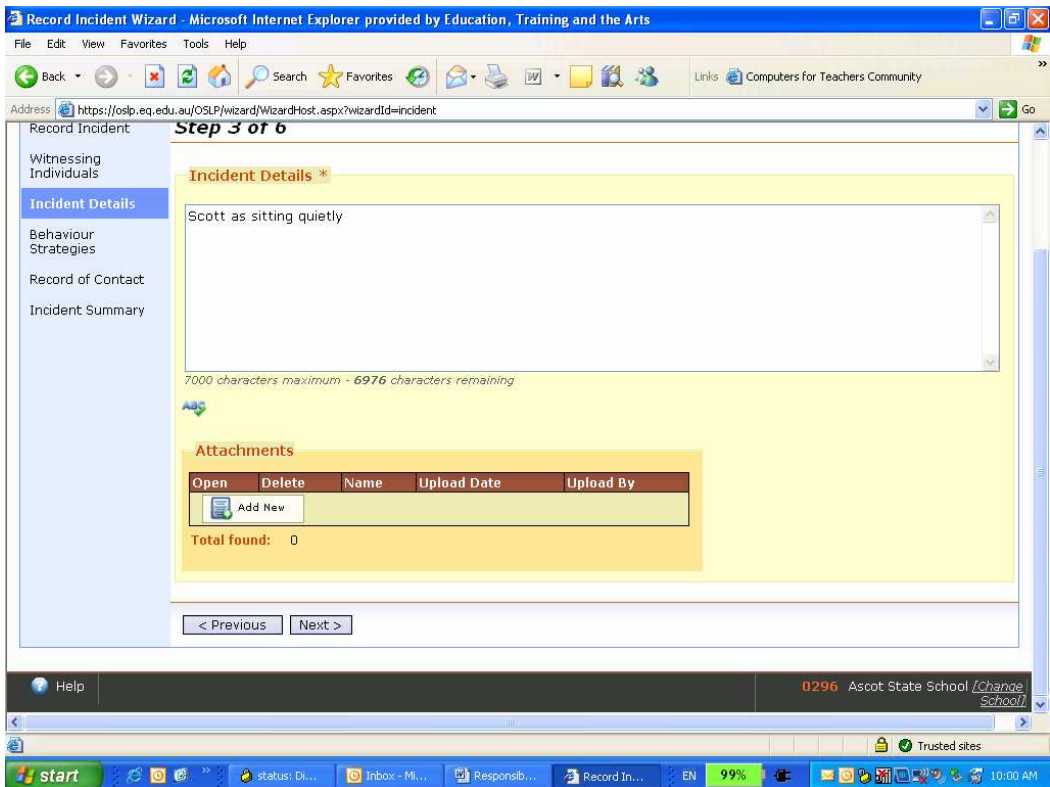 Record Incident Wizard - Microsoft Internet Explorer provided by Education, Training and the Arts
File Edit View Favorites Tools Help
Back Search Favorites Links Computers for Teachers Community »
Address https://oslp.eq.edu.au/OSLP/wizard/WizardHost.aspx?wizardId=incident Go
Record Incident
Step 3 of 6
Witnessing
Individuals
Incident Details
Behaviour
Strategies
Record of Contact
Incident Summary
Incident Details *
Scott as sitting quietly
7000 characters maximum - 6976 characters remaining
ABC
Attachments
Open Delete Name Upload Date Upload By
Add New
Total found: 0
< Previous Next >
Help 0296 Ascot State School [Change
School]
Trusted sites
start » status: Di... Inbox - Mi... Responsib... Record In... EN 99% 10:00 AM